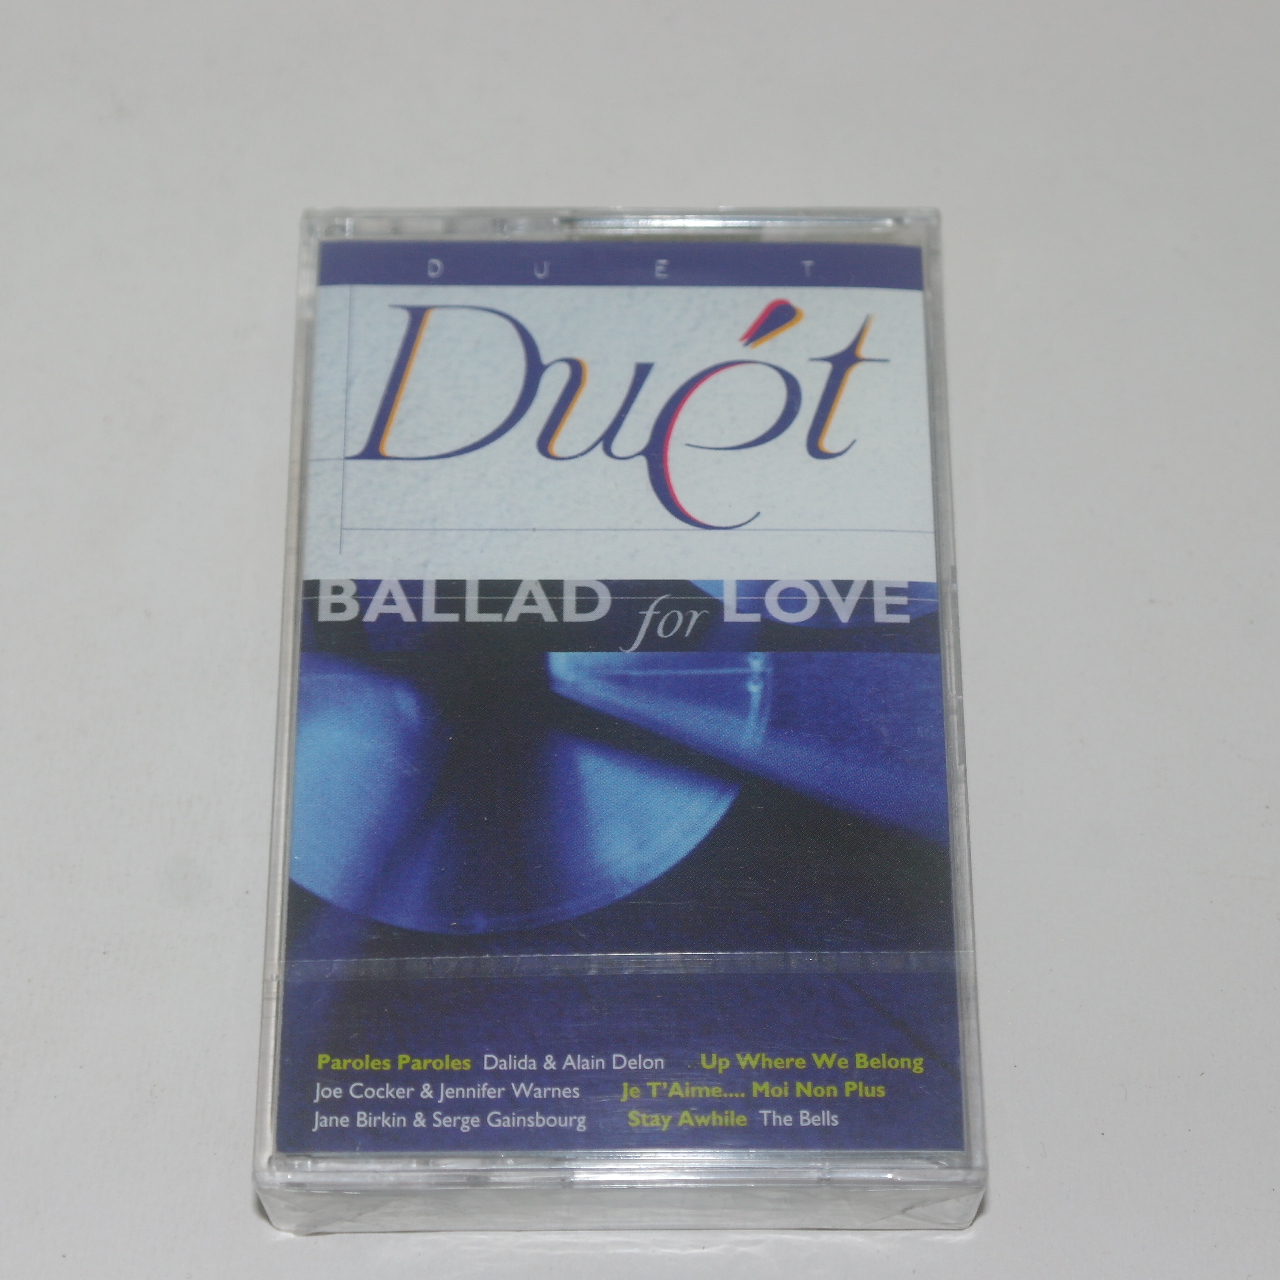 DUET
Duét
BALLAD for LOVE
Paroles Paroles Dalida & Alain Delon Up Where We Belong
Joe Cocker & Jennifer Warnes Je T'Aime.... Moi Non Plus
Jane Birkin & Serge Gainsbourg Stay Awhile The Bells